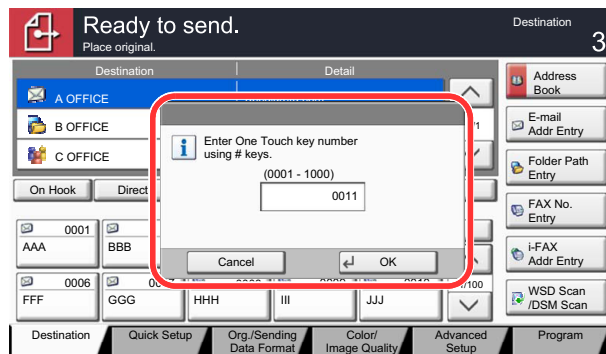 Ready to send.
Place original.
Destination
3
Destination
Detail
A OFFICE
B OFFICE
C OFFICE
Enter One Touch key number
using # keys.
(0001 - 1000)
0011
Cancel
OK
On Hook
Direct
0001
AAA
BBB
0006
FFF
GGG
HHH
III
JJJ
/100
Address
Book
E-mail
Addr Entry
Folder Path
Entry
FAX No.
Entry
i-FAX
Addr Entry
WSD Scan
/DSM Scan
Destination
Quick Setup
Org./Sending
Data Format
Color/
Image Quality
Advanced
Setup
Program